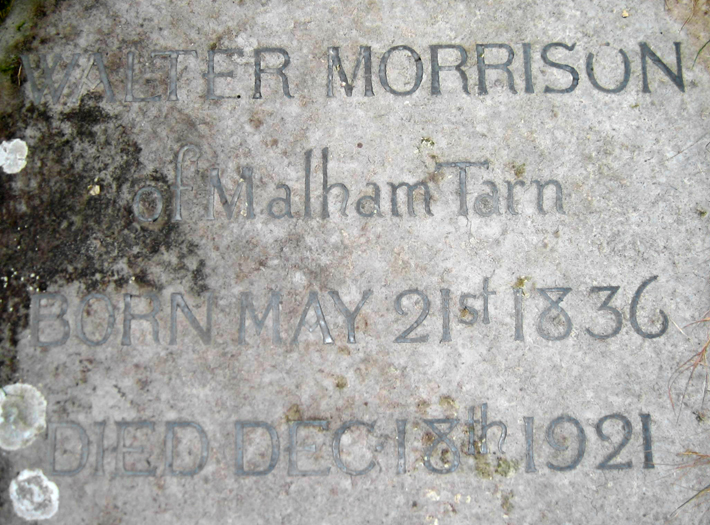 WALTER MORRISON
of Malham Tarn
BORN MAY 21st 1836
DIED DEC 18th 1921